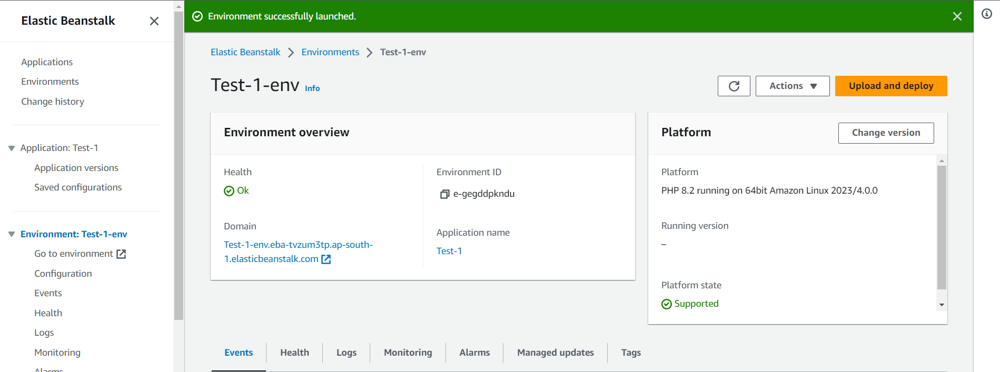 Elastic Beanstalk
Applications
Environments
Change history
Application: Test-1
Application versions
Saved configurations
Environment: Test-1-env
Go to environment
Configuration
Events
Health
Logs
Monitoring
Alarms
Environment successfully launched.
Elastic Beanstalk > Environments > Test-1-env
Test-1-env Info
Actions
Upload and deploy
Environment overview
Health
Ok
Domain
Test-1-env.eba-tvzum3tp.ap-south-
1.elasticbeanstalk.com
Environment ID
e-gegddpkndu
Application name
Test-1
Platform
Change version
Platform
PHP 8.2 running on 64bit Amazon Linux 2023/4.0.0
Running version
–
Platform state
Supported
Events
Health
Logs
Monitoring
Alarms
Managed updates
Tags